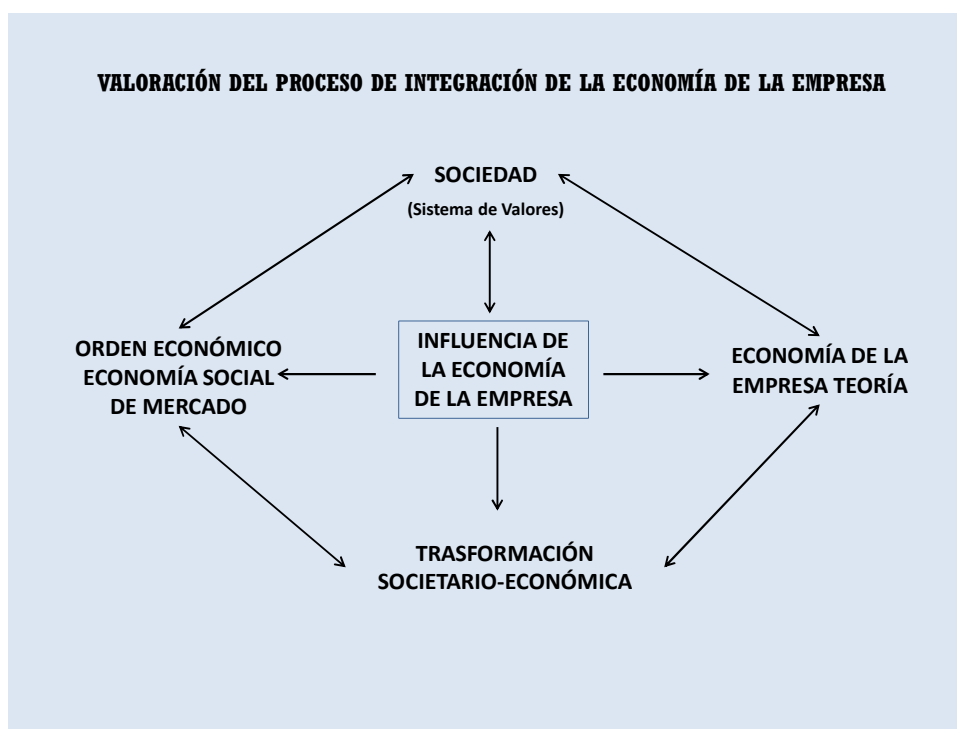 VALORACIÓN DEL PROCESO DE INTEGRACIÓN DE LA ECONOMÍA DE LA EMPRESA
SOCIEDAD
(Sistema de Valores)
ORDEN ECONÓMICO
ECONOMÍA SOCIAL
DE MERCADO
INFLUENCIA DE
LA ECONOMÍA
DE LA EMPRESA
ECONOMÍA DE LA
EMPRESA TEORÍA
TRASFORMACIÓN
SOCIETARIO-ECONÓMICA